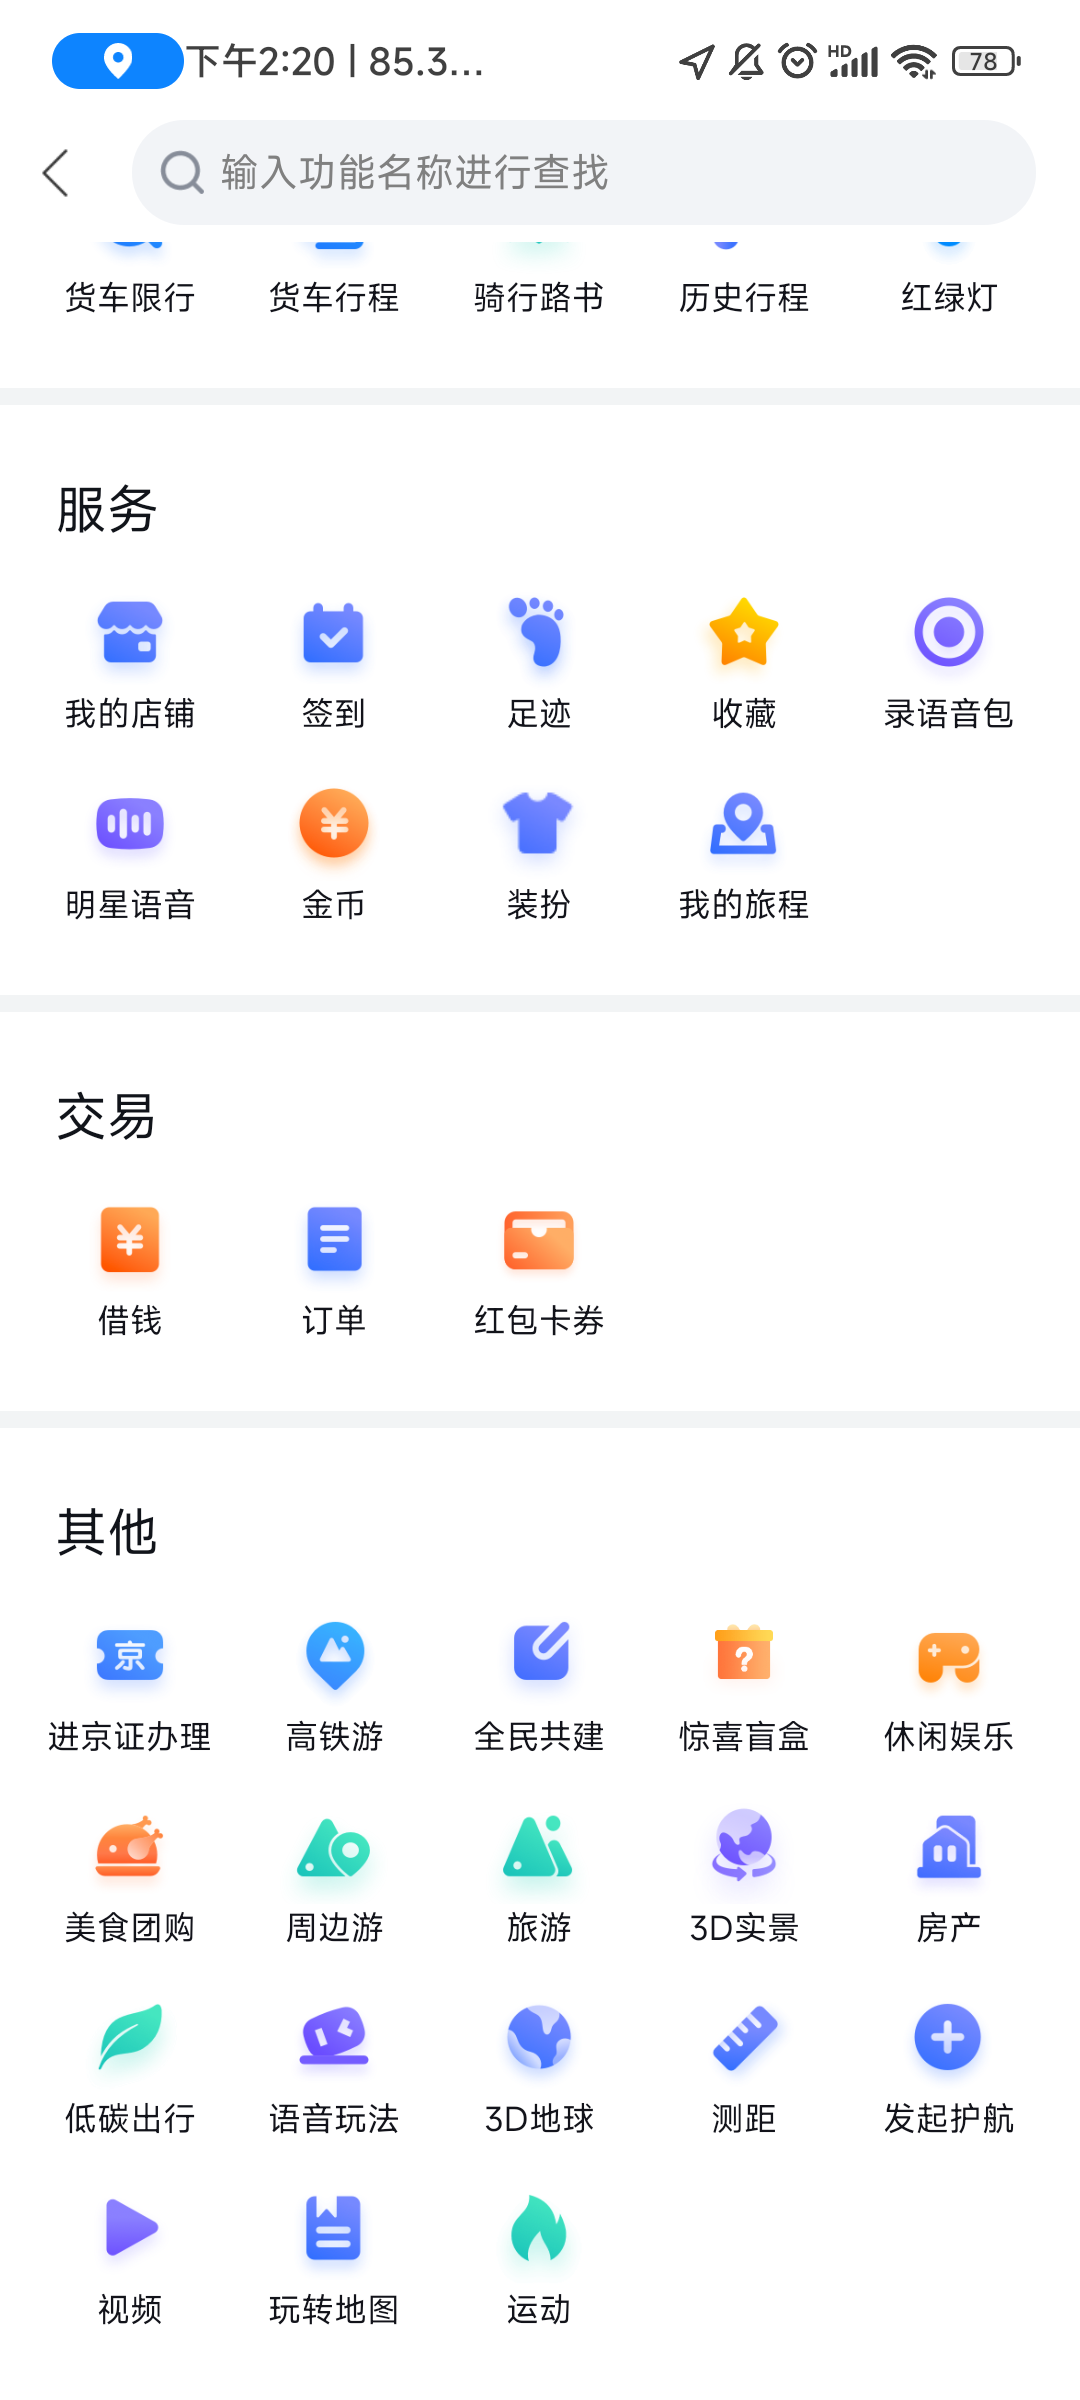 下午2:20 | 85.3...
HD
78
输入功能名称进行查找
货车限行 货车行程 骑行路书 历史行程 红绿灯
服务
我的店铺 签到 足迹 收藏 录语音包
明星语音 金币 装扮 我的旅程
交易
借钱 订单 红包卡券
其他
京
进京证办理 高铁游 全民共建 惊喜盲盒 休闲娱乐
美食团购 周边游 旅游 3D实景 房产
低碳出行 语音玩法 3D地球 测距 发起护航
视频 玩转地图 运动